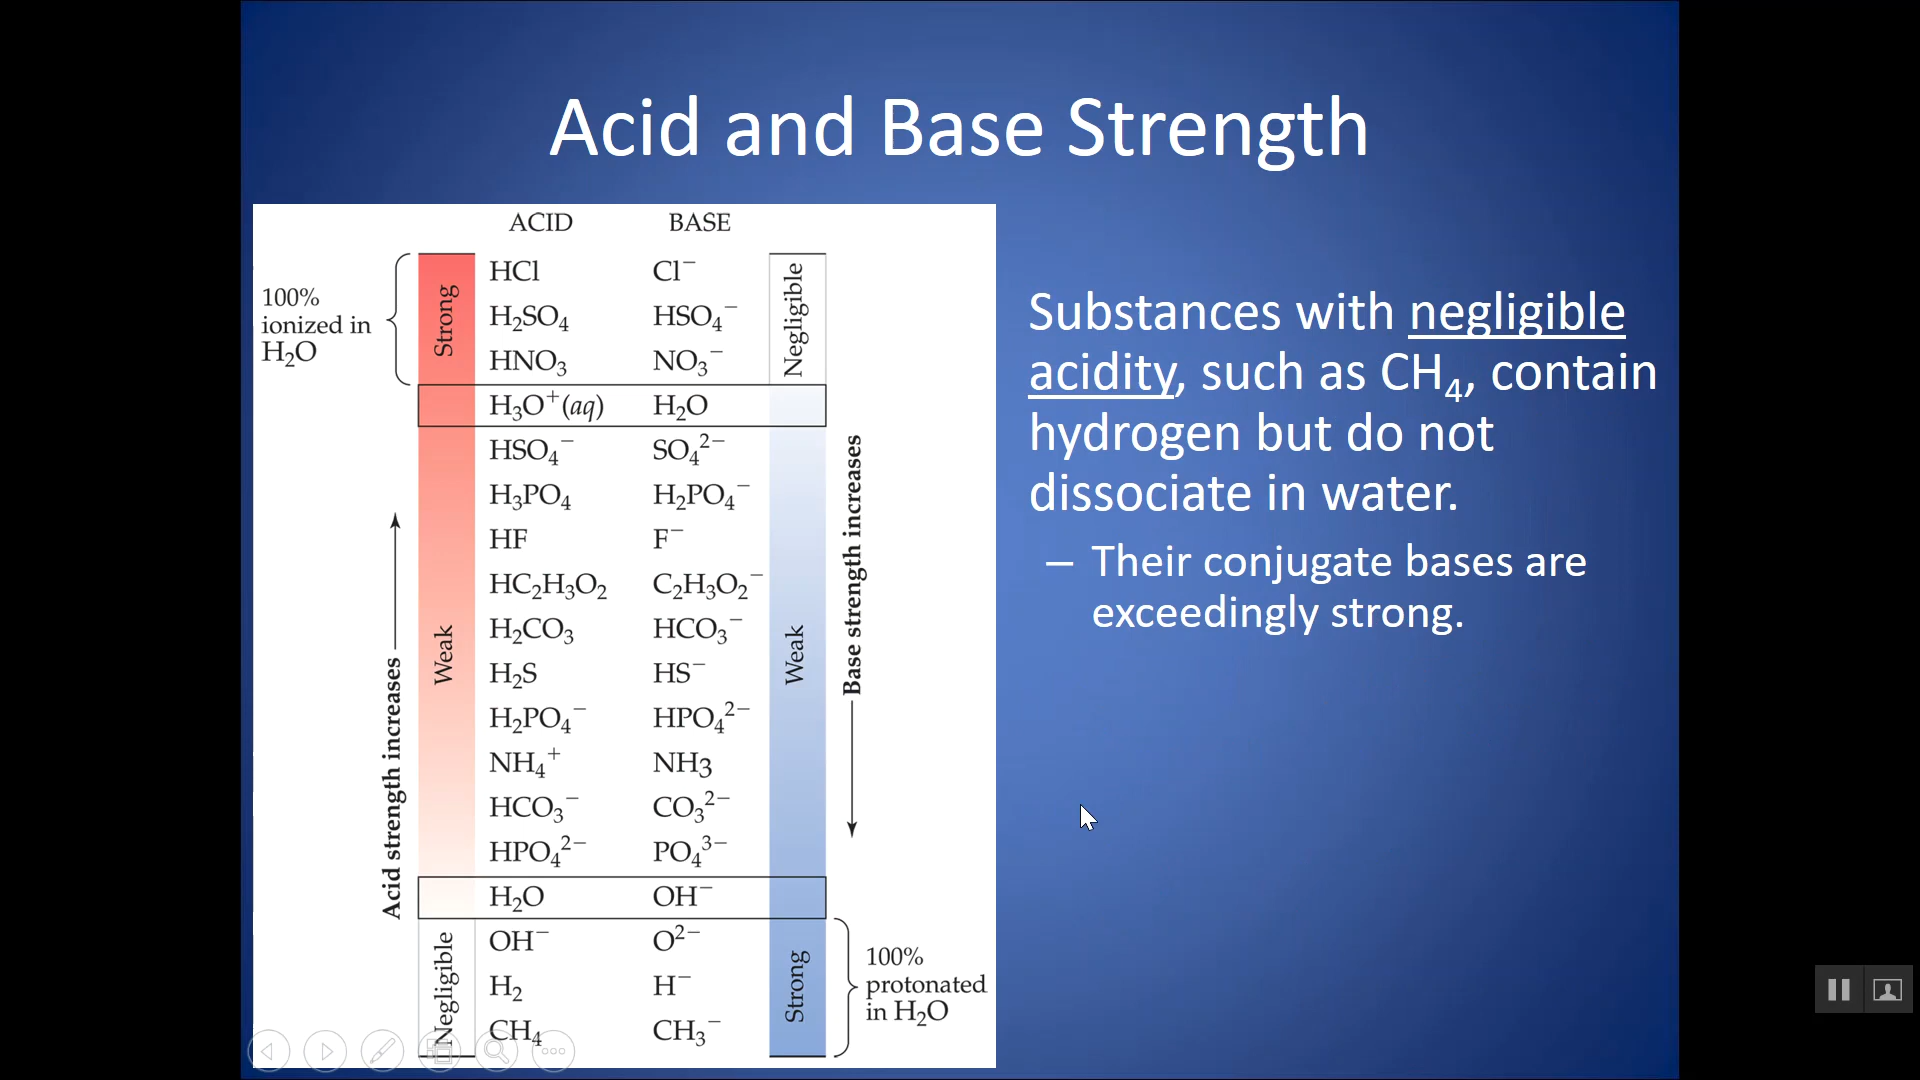 Acid and Base Strength
ACID BASE
100%
ionized in
H₂O
Strong
Weak
Negligible
Acid strength increases
HCl Cl⁻
H₂SO₄ HSO₄⁻
HNO₃ NO₃⁻
H₃O⁺(aq) H₂O
HSO₄⁻ SO₄²⁻
H₃PO₄ H₂PO₄⁻
HF F⁻
HC₂H₃O₂ C₂H₃O₂⁻
H₂CO₃ HCO₃⁻
H₂S HS⁻
H₂PO₄⁻ HPO₄²⁻
NH₄⁺ NH3
HCO₃⁻ CO₃²⁻
HPO₄²⁻ PO₄³⁻
H₂O OH⁻
OH⁻ O²⁻
H₂ H⁻
CH₄ CH₃⁻
Negligible
Weak
Strong
Base strength increases
100%
protonated
in H₂O
Substances with negligible
acidity, such as CH₄, contain
hydrogen but do not
dissociate in water.
– Their conjugate bases are
exceedingly strong.